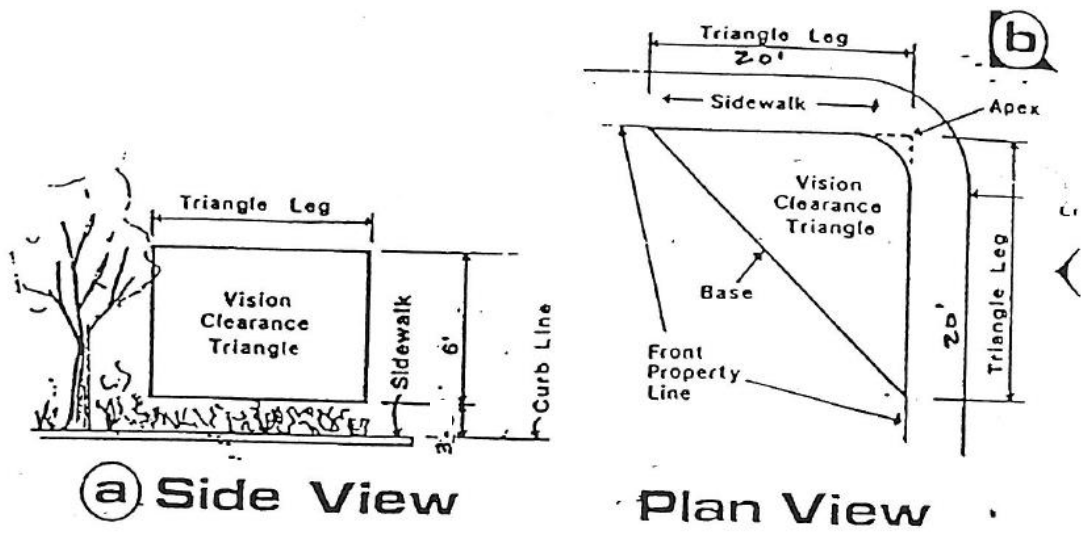 Triangle Leg
Vision
Clearance
Triangle
Sidewalk
6'
3'
Curb Line
a Side View
b
Triangle Leg
20'
Sidewalk
Apex
Vision
Clearance
Triangle
Base
Triangle Leg
20'
Front
Property
Line
Plan View